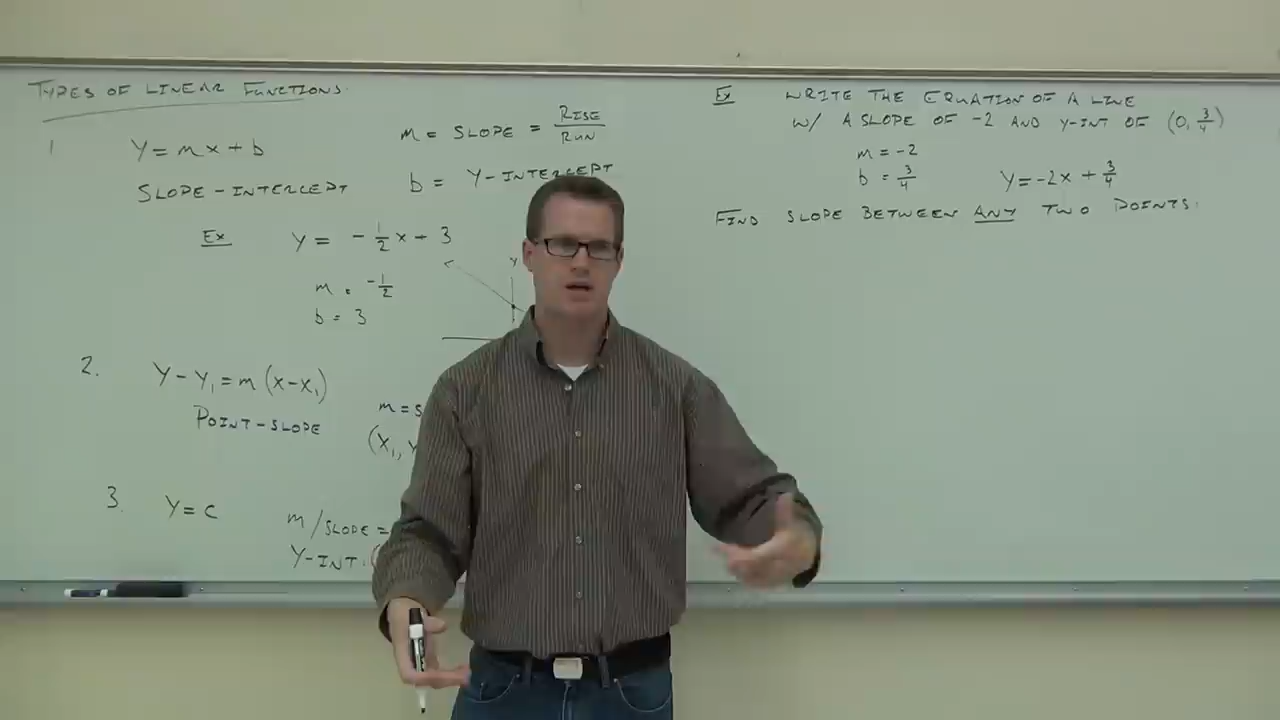 TYPES OF LINEAR FUNCTIONS.
1
Y = mx + b
SLOPE-INTERCEPT
m = SLOPE = RISE/RUN
b = Y-INTERCEPT
Ex Y = -1/2 x + 3
m = -1/2
b = 3
Y
2. Y-Y₁ = m(X-X₁)
POINT-SLOPE
m = S
(X₁, Y
3. Y = C
m/SLOPE =
Y-INT: (
Ex WRITE THE EQUATION OF A LINE
W/ A SLOPE OF -2 AND Y-INT OF (0, 3/4)
m = -2
b = 3/4
Y = -2x + 3/4
FIND SLOPE BETWEEN ANY TWO POINTS.